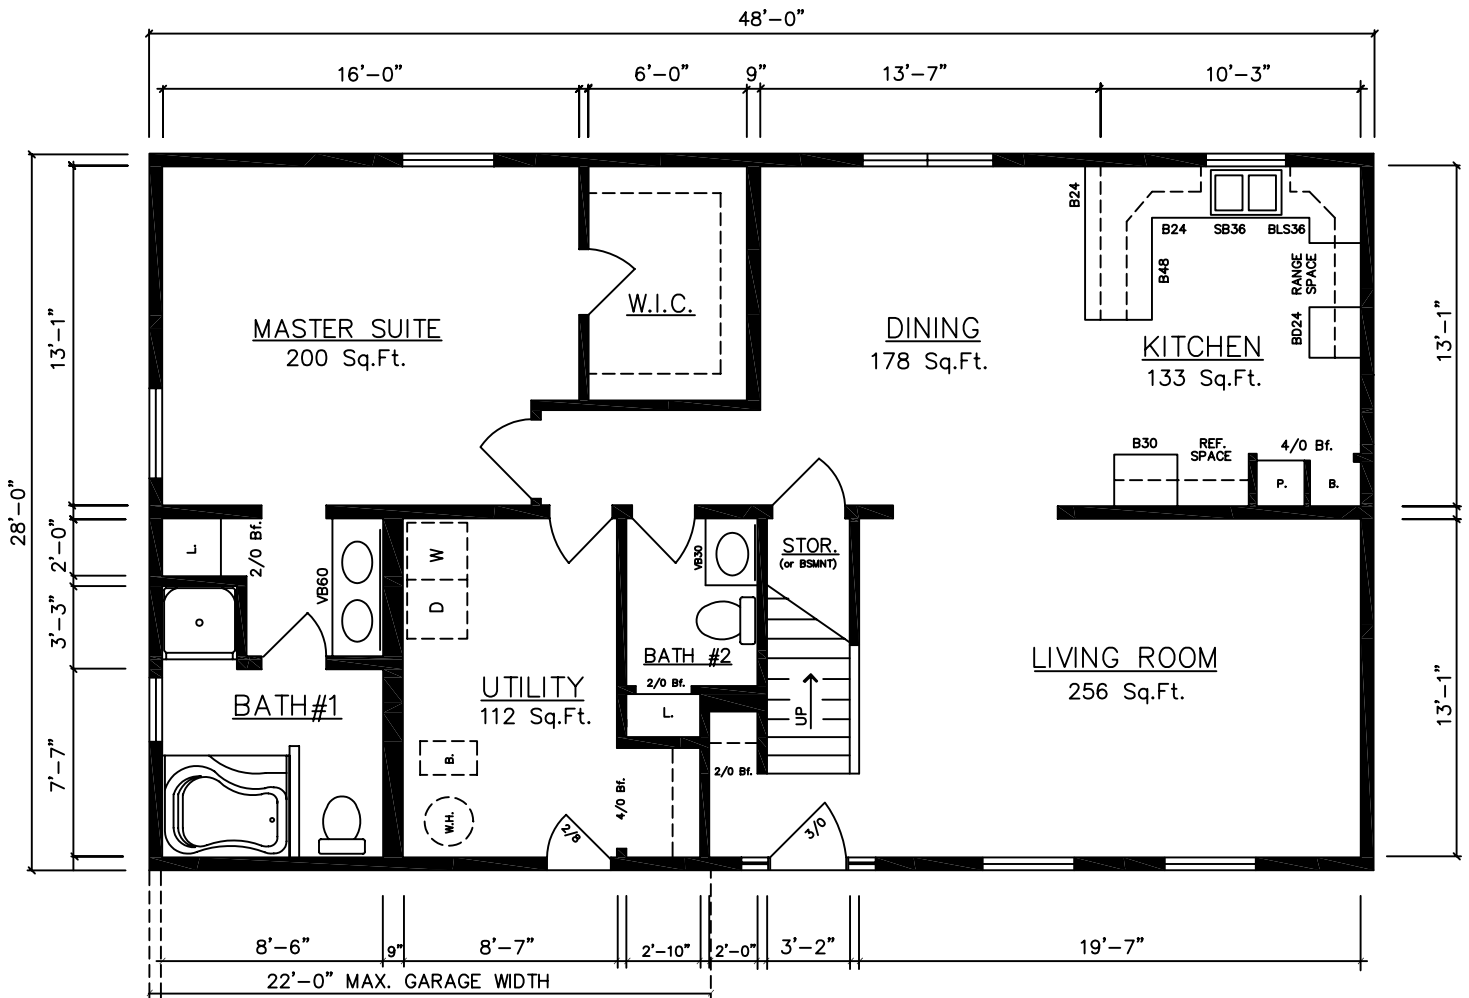 48'-0"
16'-0"
6'-0"
9"
13'-7"
10'-3"
B24
B24
SB36
BLS36
B48
RANGE
SPACE
BD24
W.I.C.
MASTER SUITE
200 Sq.Ft.
DINING
178 Sq.Ft.
KITCHEN
133 Sq.Ft.
13'-1"
13'-1"
28'-0"
B30
REF.
SPACE
4/0 Bf.
P.
B.
2'-0"
L.
2/0 Bf.
VB60
W
D
VB30
STOR.
(or BSMNT)
3'-3"
BATH #2
2/0 Bf.
L.
LIVING ROOM
256 Sq.Ft.
UTILITY
112 Sq.Ft.
BATH#1
UP
13'-1"
7'-7"
B.
W.H.
4/0 Bf.
2/0 Bf.
2/8
3/0
8'-6"
9"
8'-7"
2'-10"
2'-0"
3'-2"
19'-7"
22'-0" MAX. GARAGE WIDTH